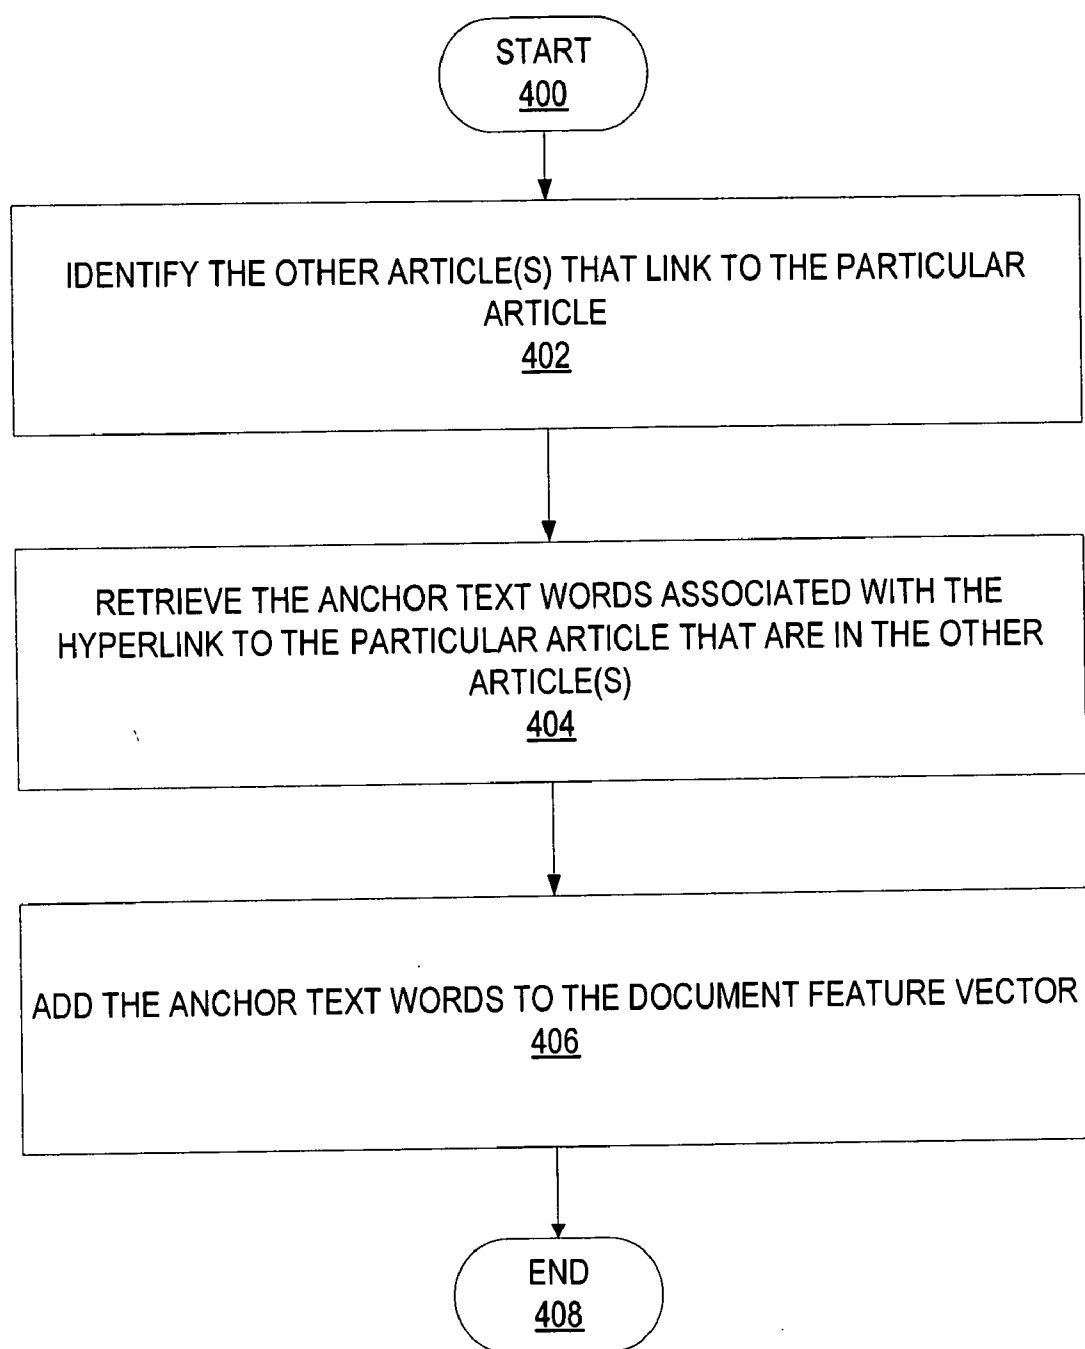 START
400
IDENTIFY THE OTHER ARTICLE(S) THAT LINK TO THE PARTICULAR
ARTICLE
402
RETRIEVE THE ANCHOR TEXT WORDS ASSOCIATED WITH THE
HYPERLINK TO THE PARTICULAR ARTICLE THAT ARE IN THE OTHER
ARTICLE(S)
404
ADD THE ANCHOR TEXT WORDS TO THE DOCUMENT FEATURE VECTOR
406
END
408